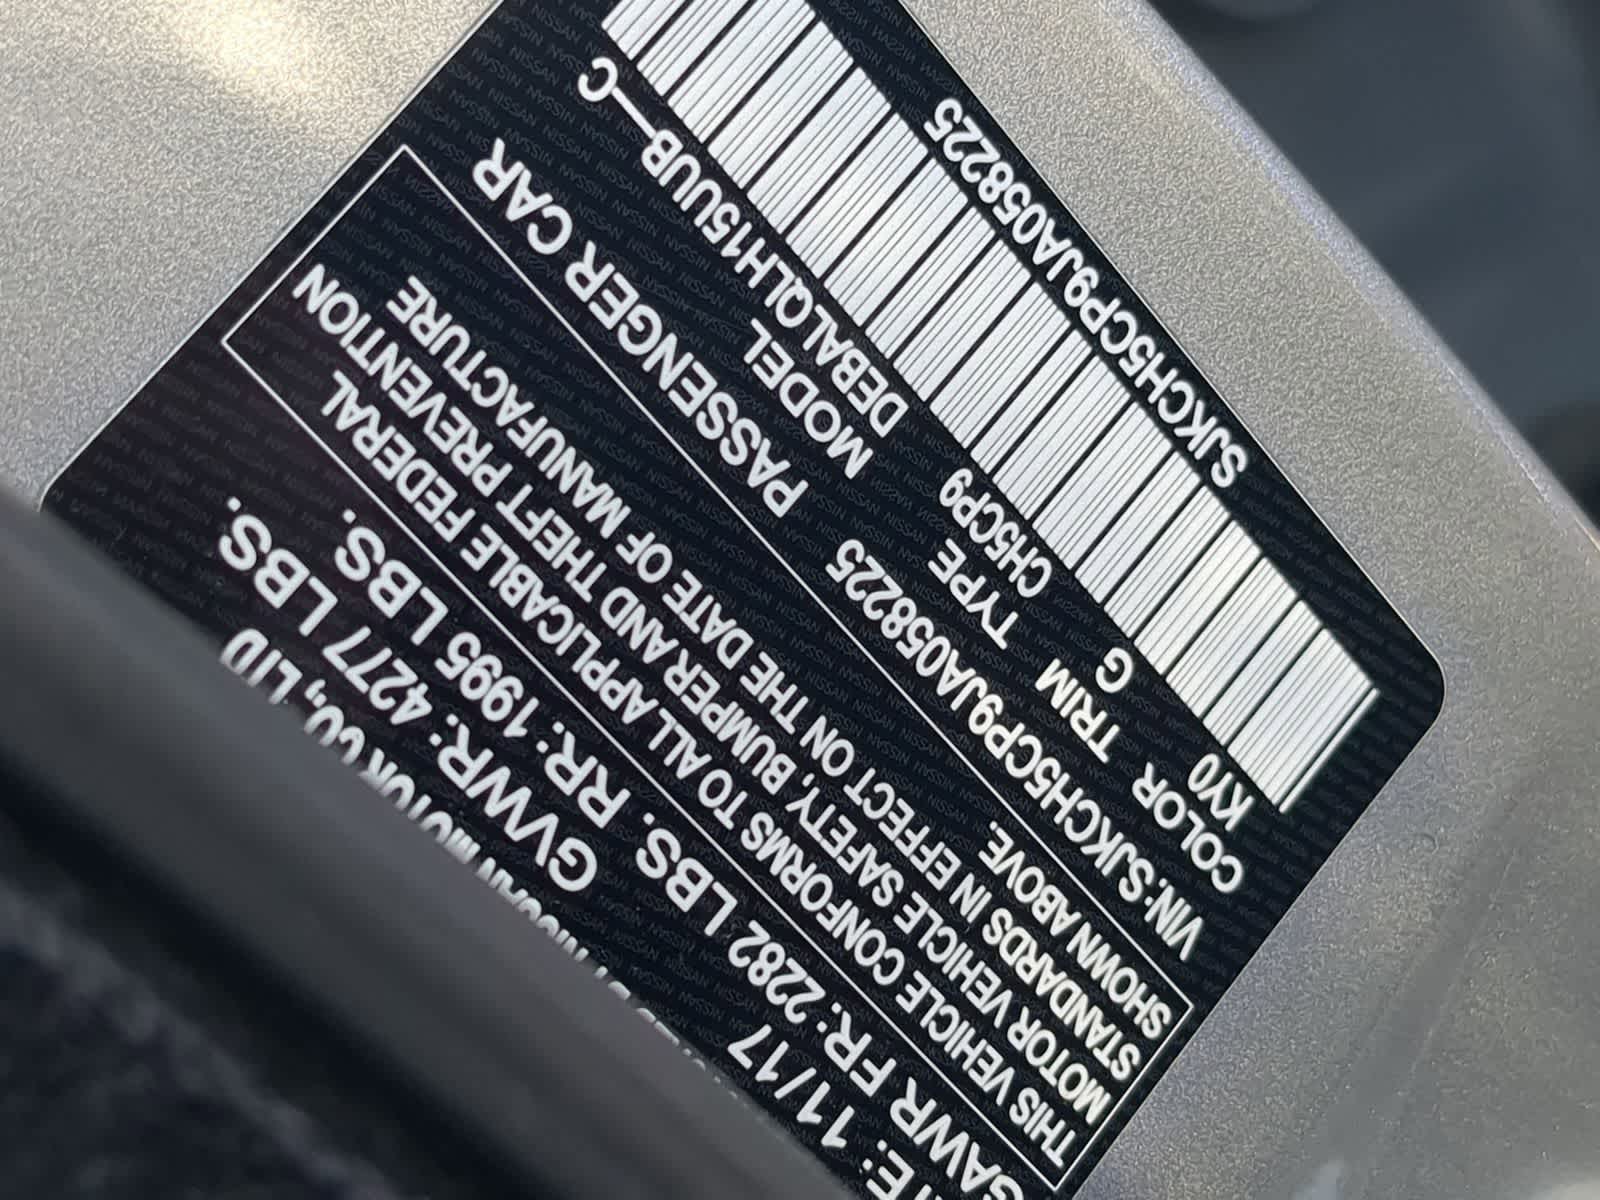 CO, LTD
11/17 GVWR: 4277 LBS.
GAWR FR: 2282 LBS. RR: 1995 LBS.
THIS VEHICLE CONFORMS TO ALL APPLICABLE FEDERAL
MOTOR VEHICLE SAFETY, BUMPER AND THEFT PREVENTION
STANDARDS IN EFFECT ON THE DATE OF MANUFACTURE
SHOWN ABOVE.
VIN: SJKCH5CP9JA058225 PASSENGER CAR
COLOR TRIM TYPE MODEL
KY0 G CH5CP9 DEBALQLH15UUB-C
SJKCH5CP9JA058225